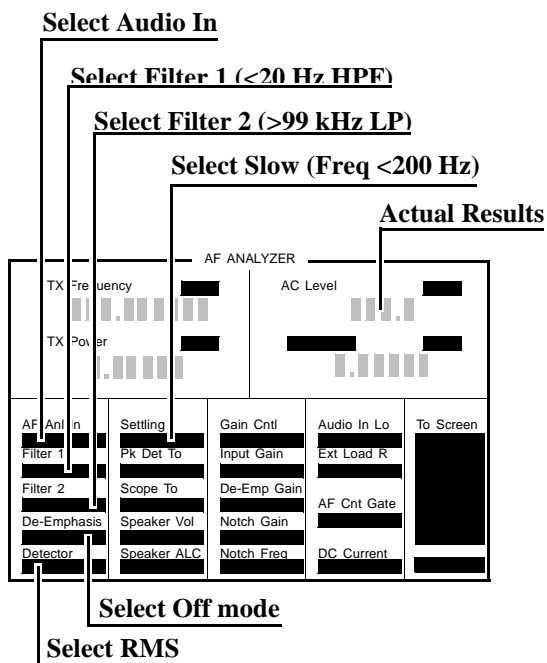 Select Audio In
Select Filter 1 (<20 Hz HPF)
Select Filter 2 (>99 kHz LP)
Select Slow (Freq <200 Hz)
Actual Results
AF ANALYZER
TX Frequency
AC Level
TX Power
AF Anl In
Settling
Gain Cntl
Audio In Lo
To Screen
Filter 1
Pk Det To
Input Gain
Ext Load R
Filter 2
Scope To
De-Emp Gain
AF Cnt Gate
De-Emphasis
Speaker Vol
Notch Gain
Detector
Speaker ALC
Notch Freq
DC Current
Select Off mode
Select RMS